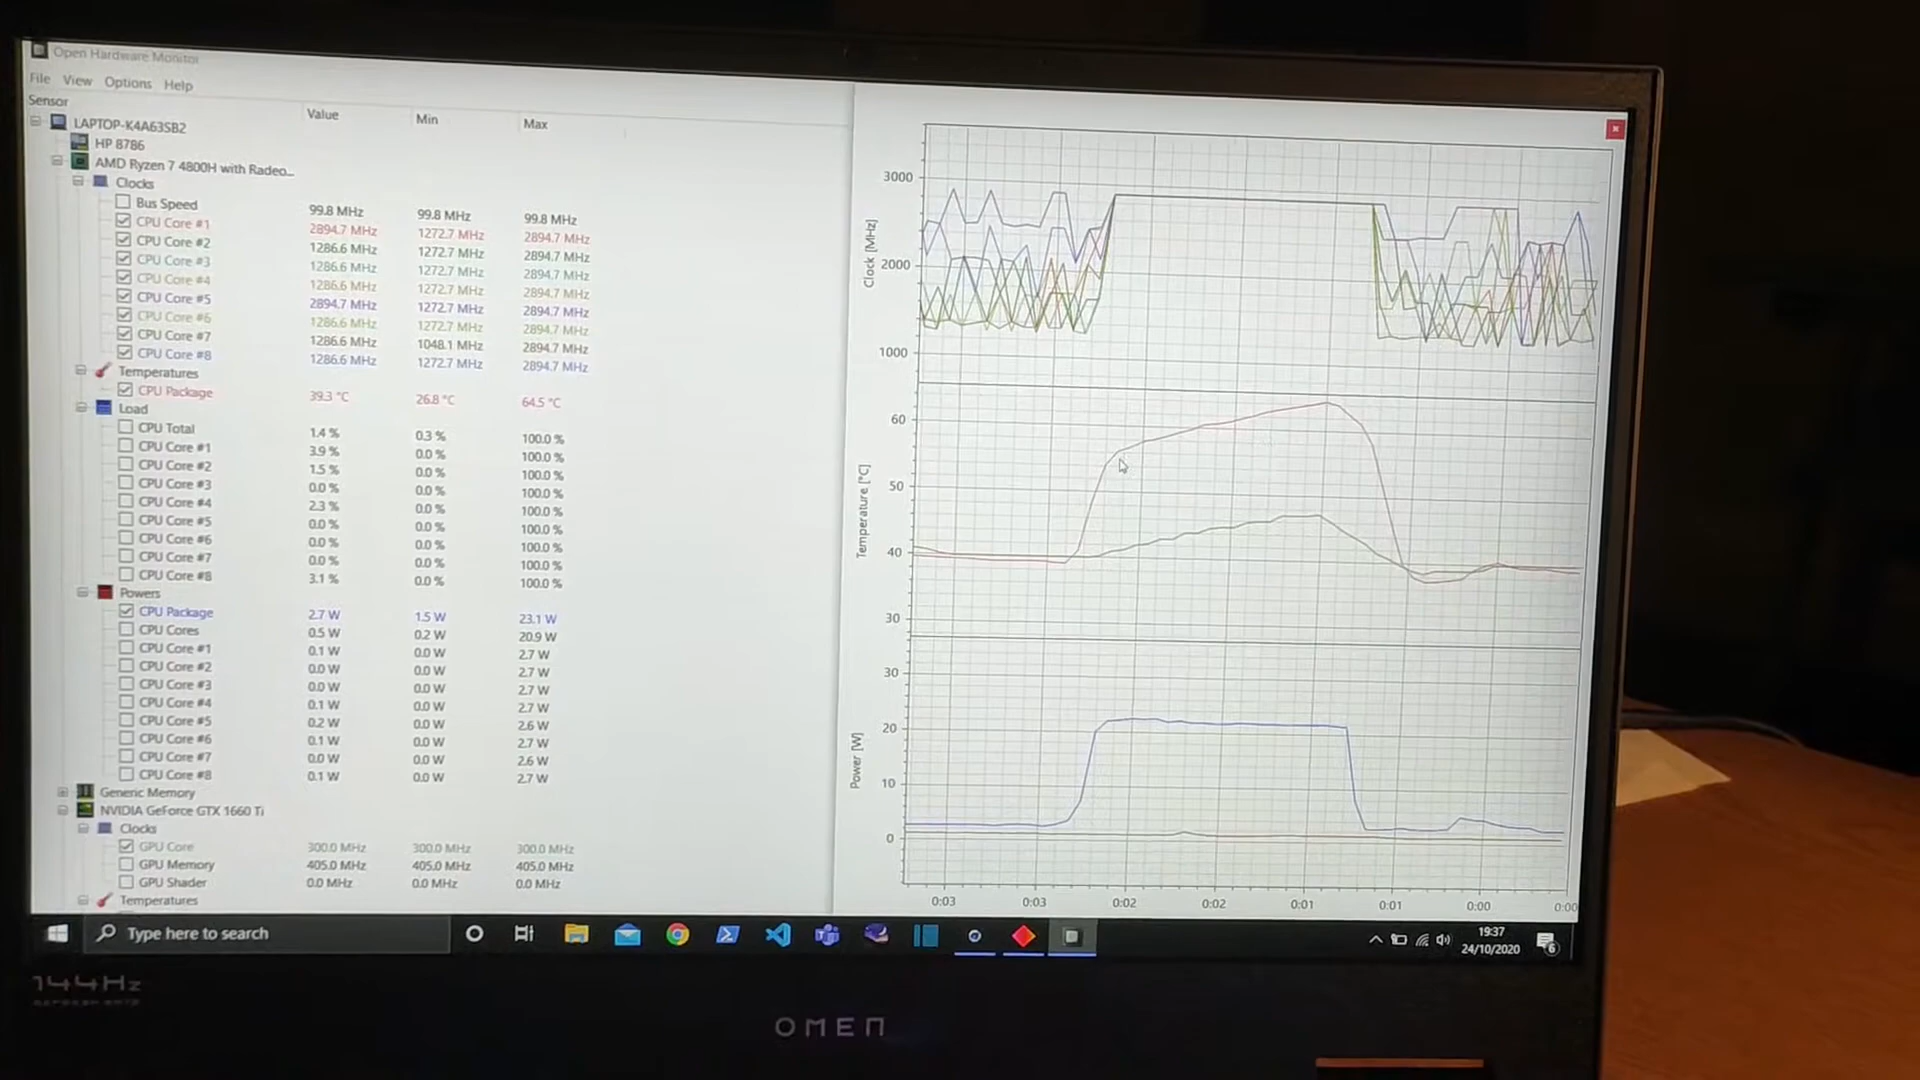 Open Hardware Monitor
File View Options Help
Sensor Value Min Max
LAPTOP-K4A63SB2
HP 8786
AMD Ryzen 7 4800H with Radeo...
Clocks
Bus Speed 99.8 MHz 99.8 MHz 99.8 MHz
CPU Core #1 2894.7 MHz 1272.7 MHz 2894.7 MHz
CPU Core #2 1286.6 MHz 1272.7 MHz 2894.7 MHz
CPU Core #3 1286.6 MHz 1272.7 MHz 2894.7 MHz
CPU Core #4 1286.6 MHz 1272.7 MHz 2894.7 MHz
CPU Core #5 2894.7 MHz 1272.7 MHz 2894.7 MHz
CPU Core #6 1286.6 MHz 1272.7 MHz 2894.7 MHz
CPU Core #7 1286.6 MHz 1048.1 MHz 2894.7 MHz
CPU Core #8 1286.6 MHz 1272.7 MHz 2894.7 MHz
Temperatures
CPU Package 39.3 °C 26.8 °C 64.5 °C
Load
CPU Total 1.4 % 0.3 % 100.0 %
CPU Core #1 3.9 % 0.0 % 100.0 %
CPU Core #2 1.5 % 0.0 % 100.0 %
CPU Core #3 0.0 % 0.0 % 100.0 %
CPU Core #4 2.3 % 0.0 % 100.0 %
CPU Core #5 0.0 % 0.0 % 100.0 %
CPU Core #6 0.0 % 0.0 % 100.0 %
CPU Core #7 0.0 % 0.0 % 100.0 %
CPU Core #8 3.1 % 0.0 % 100.0 %
Powers
CPU Package 2.7 W 1.5 W 23.1 W
CPU Cores 0.5 W 0.2 W 20.9 W
CPU Core #1 0.1 W 0.0 W 2.7 W
CPU Core #2 0.0 W 0.0 W 2.7 W
CPU Core #3 0.0 W 0.0 W 2.7 W
CPU Core #4 0.1 W 0.0 W 2.7 W
CPU Core #5 0.2 W 0.0 W 2.6 W
CPU Core #6 0.1 W 0.0 W 2.7 W
CPU Core #7 0.0 W 0.0 W 2.6 W
CPU Core #8 0.1 W 0.0 W 2.7 W
Generic Memory
NVIDIA GeForce GTX 1660 Ti
Clocks
GPU Core 300.0 MHz 300.0 MHz 300.0 MHz
GPU Memory 405.0 MHz 405.0 MHz 405.0 MHz
GPU Shader 0.0 MHz 0.0 MHz 0.0 MHz
Temperatures
Clock [MHz]
3000
2000
1000
Temperature [°C]
60
50
40
30
Power [W]
30
20
10
0
0:03 0:03 0:02 0:02 0:01 0:01 0:00 0:00
Type here to search
19:37
24/10/2020
6
144Hz
OMEN